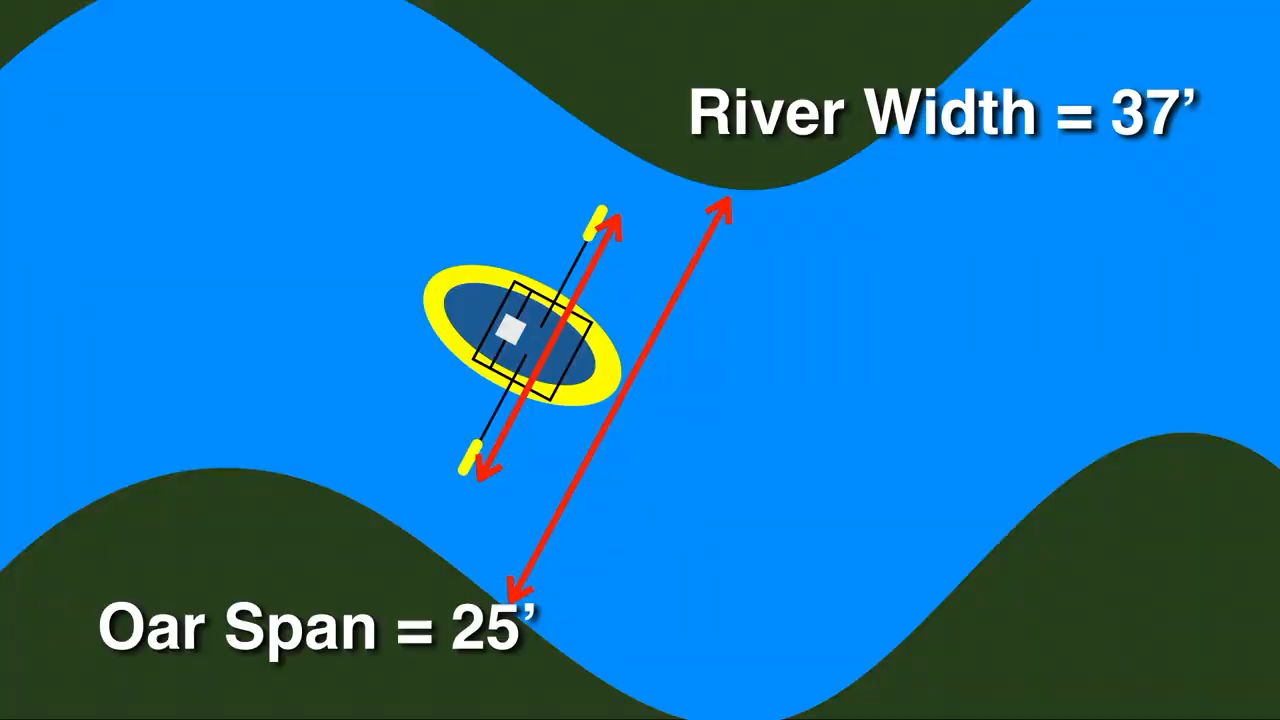 River Width = 37’
Oar Span = 25’